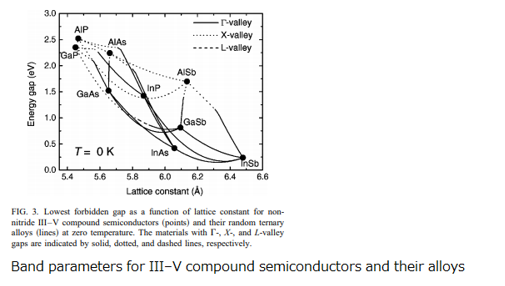 3.0
2.5
2.0
1.5
1.0
0.5
0.0
Energy gap (eV)
AlP
GaP
AlAs
GaAs
InP
AlSb
GaSb
InAs
InSb
Γ-valley
X-valley
L-valley
T = 0 K
5.4 5.6 5.8 6.0 6.2 6.4 6.6
Lattice constant (Å)
FIG. 3. Lowest forbidden gap as a function of lattice constant for non-
nitride III–V compound semiconductors (points) and their random ternary
alloys (lines) at zero temperature. The materials with Γ-, X-, and L-valley
gaps are indicated by solid, dotted, and dashed lines, respectively.
Band parameters for III–V compound semiconductors and their alloys